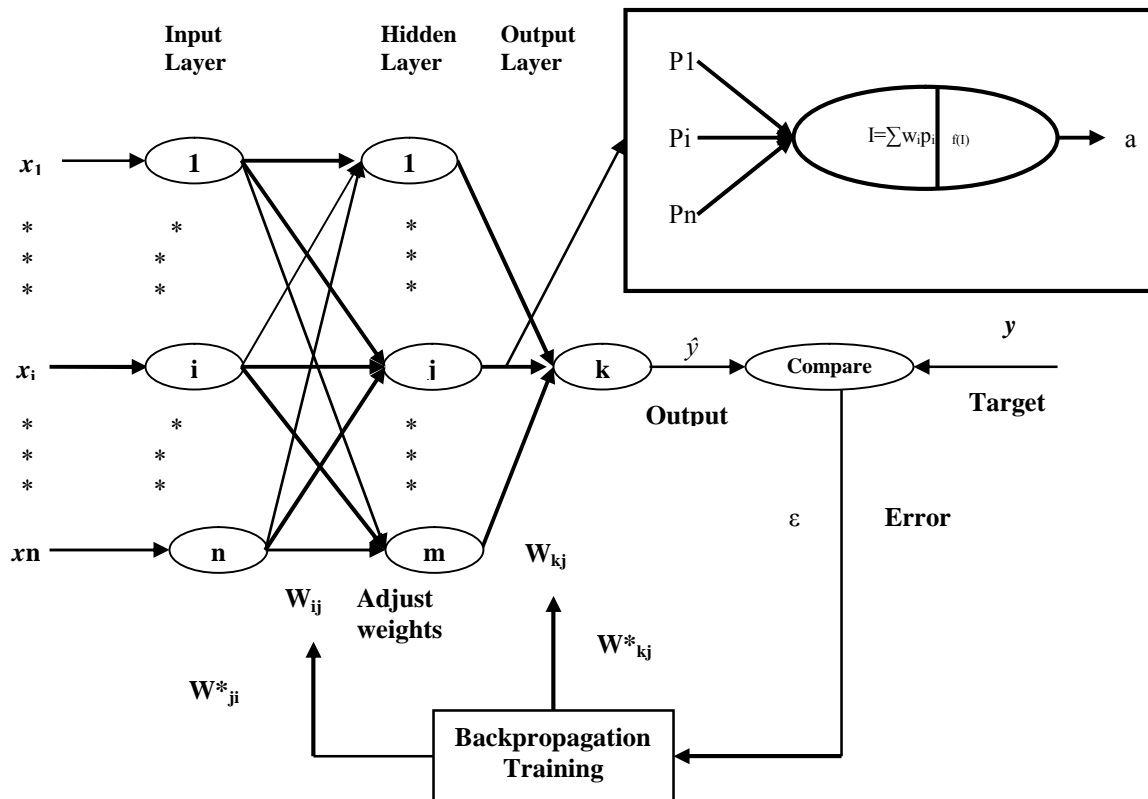 Input
Layer
Hidden
Layer
Output
Layer
P1
Pi
Pn
I=∑wᵢpᵢ
f(I)
a
x₁
1
1
* * *
* * *
* * *
xᵢ
i
j
k
ŷ
Output
Compare
y
Target
* * *
* * *
* * *
xn
n
m
ε
Error
Wᵢⱼ
Adjust
weights
Wₖⱼ
W*ⱼᵢ
W*ₖⱼ
Backpropagation
Training